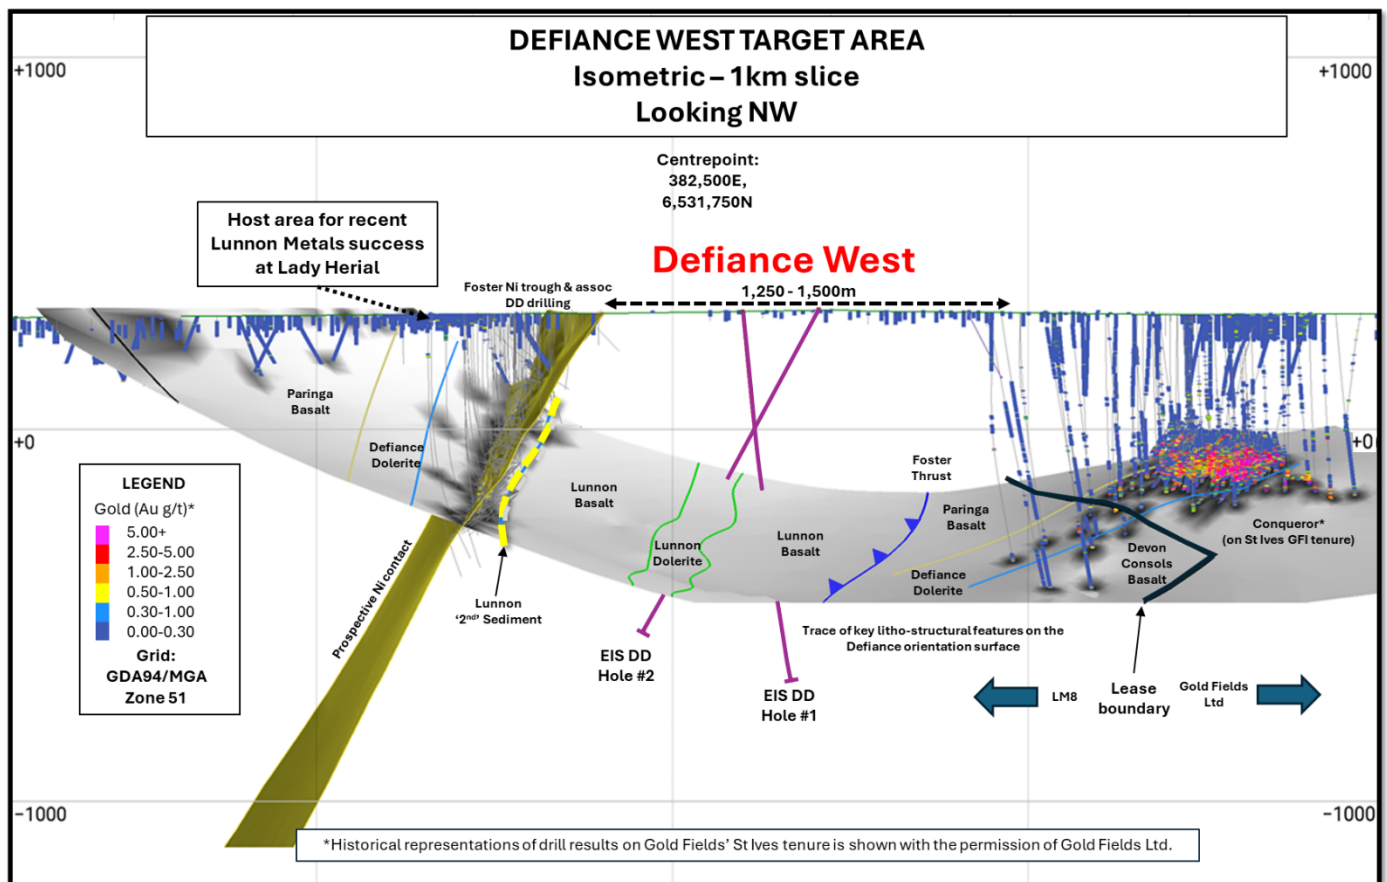 DEFIANCE WEST TARGET AREA
Isometric – 1km slice
Looking NW
+1000
+1000
Centrepoint:
382,500E,
6,531,750N
Host area for recent
Lunnon Metals success
at Lady Herial
Defiance West
Foster Ni trough & assoc
DD drilling
1,250 - 1,500m
Paringa
Basalt
Defiance
Dolerite
+0
+0
Lunnon
Basalt
Lunnon
Dolerite
Lunnon
Basalt
Foster
Thrust
Paringa
Basalt
Defiance
Dolerite
Devon
Consols
Basalt
Conqueror*
(on St Ives GFI tenure)
LEGEND
Gold (Au g/t)*
5.00+
2.50-5.00
1.00-2.50
0.50-1.00
0.30-1.00
0.00-0.30
Grid:
GDA94/MGA
Zone 51
Prospective Ni contact
Lunnon
‘2nd’ Sediment
EIS DD
Hole #2
EIS DD
Hole #1
Trace of key litho-structural features on the
Defiance orientation surface
LM8
Lease
boundary
Gold Fields
Ltd
-1000
-1000
*Historical representations of drill results on Gold Fields’ St Ives tenure is shown with the permission of Gold Fields Ltd.